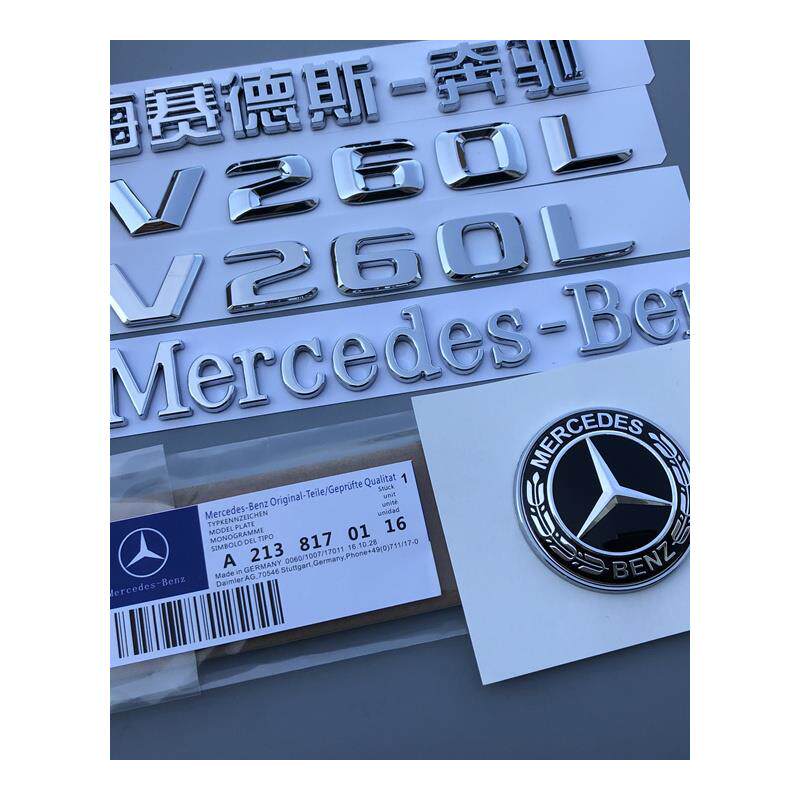 梅赛德斯-奔驰
V260L
V260L
Mercedes-Ben
MERCEDES
BENZ
Mercedes-Benz Original-Teile/Geprüfte Qualitat
TYPKENNZEICHEN
MODEL PLATE
MONOGRAMME
SIMBOLO DEL TIPO
1
Stück
unit
unité
unidad
A 213 817 01 16
Made in GERMANY 0060/1007/17011 16.10.28
Daimler AG,70546 Stuttgart,Germany,Phone+49(0)711/17-0
Mercedes-Benz